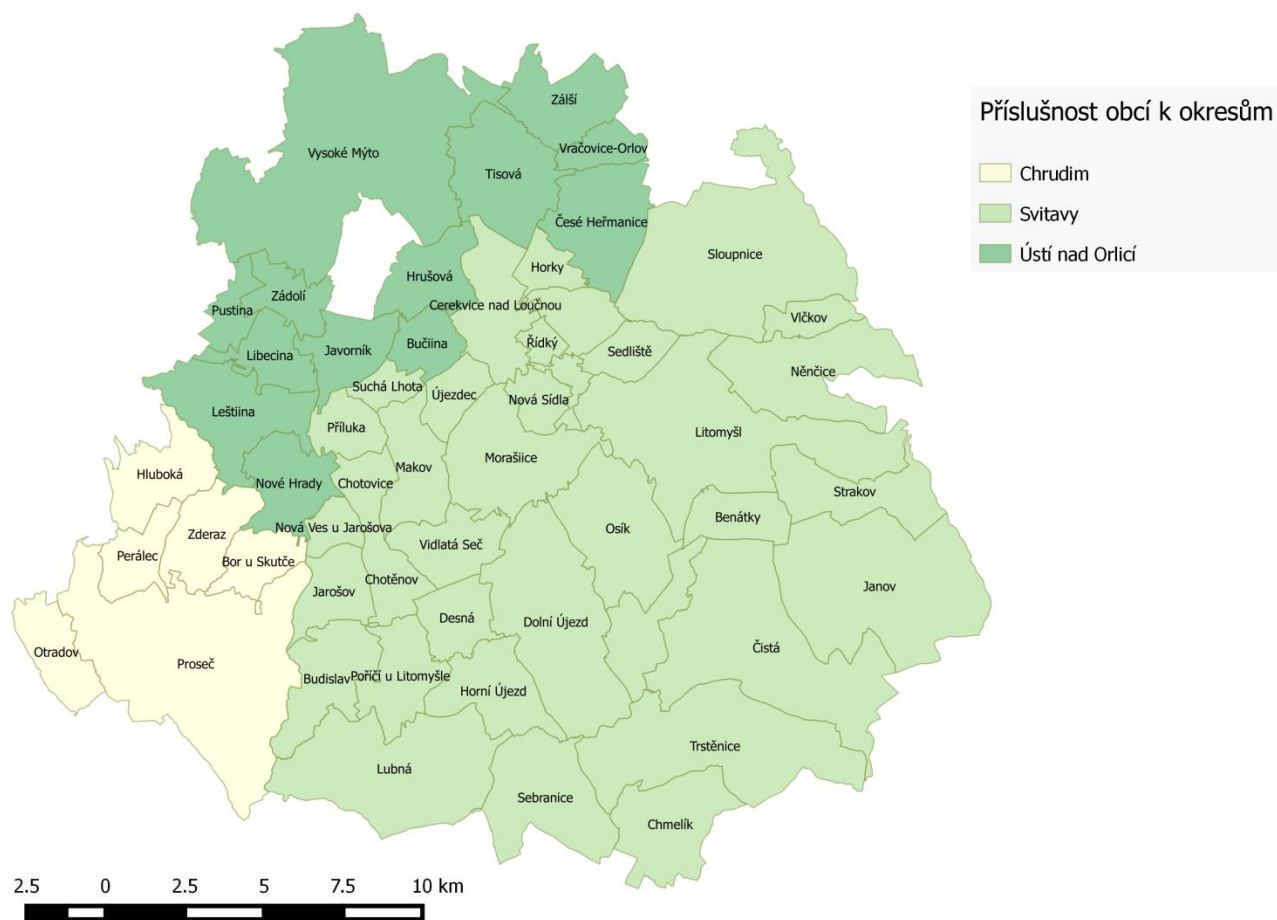 Příslušnost obcí k okresům
Chrudim
Svitavy
Ústí nad Orlicí
Zálší
Vysoké Mýto
Vračovice-Orlov
Tisová
Česé Heřmanice
Sloupnice
Horky
Hrušová
Zádolí
Cerekvice nad Loučnou
Pustina
Vlčkov
Řídký
Bučiina
Javorník
Sedliště
Libecina
Něnčice
Suchá Lhota
Újezdec
Nová Sídla
Leštiina
Příluka
Litomyšl
Morašiice
Makov
Hluboká
Nové Hrady
Chotovice
Strakov
Benátky
Nová Ves u Jarošova
Osík
Zderaz
Vidlatá Seč
Perálec
Bor u Skutče
Chotěnov
Jarošov
Janov
Desná
Dolní Újezd
Čistá
Otradov
Proseč
Budislav
Poříčí u Litomyšle
Horní Újezd
Trstěnice
Lubná
Sebranice
Chmelík
2.5 0 2.5 5 7.5 10 km